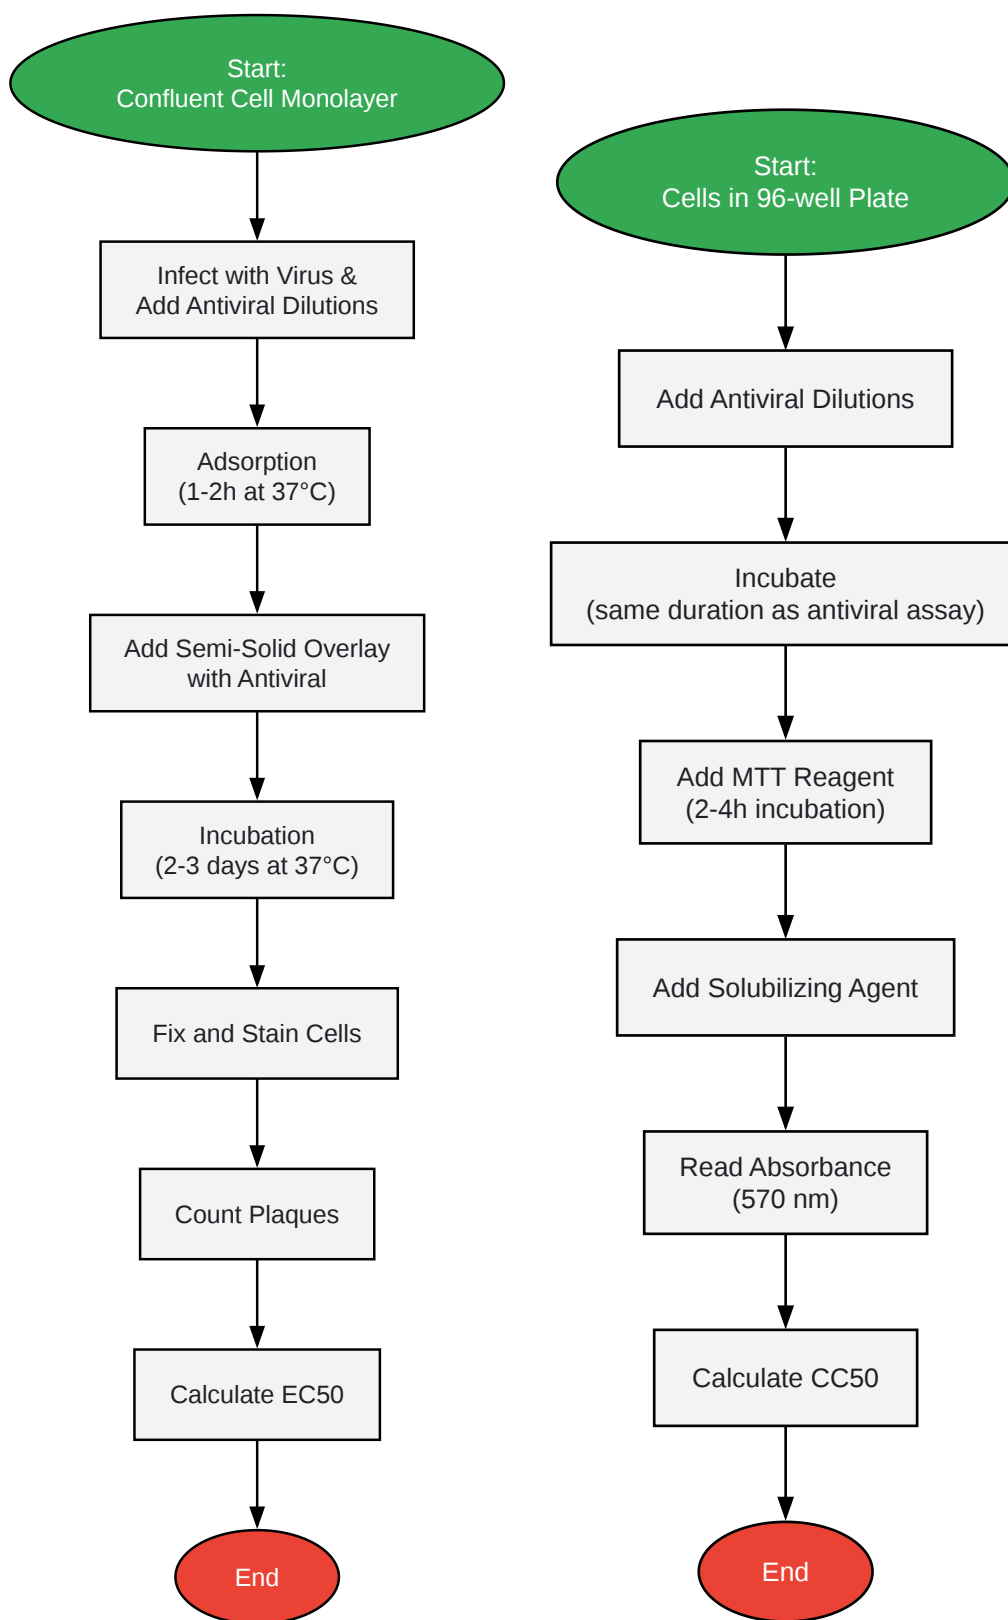 Start:
Confluent Cell Monolayer
Infect with Virus &
Add Antiviral Dilutions
Adsorption
(1-2h at 37°C)
Add Semi-Solid Overlay
with Antiviral
Incubation
(2-3 days at 37°C)
Fix and Stain Cells
Count Plaques
Calculate EC50
End
Start:
Cells in 96-well Plate
Add Antiviral Dilutions
Incubate
(same duration as antiviral assay)
Add MTT Reagent
(2-4h incubation)
Add Solubilizing Agent
Read Absorbance
(570 nm)
Calculate CC50
End